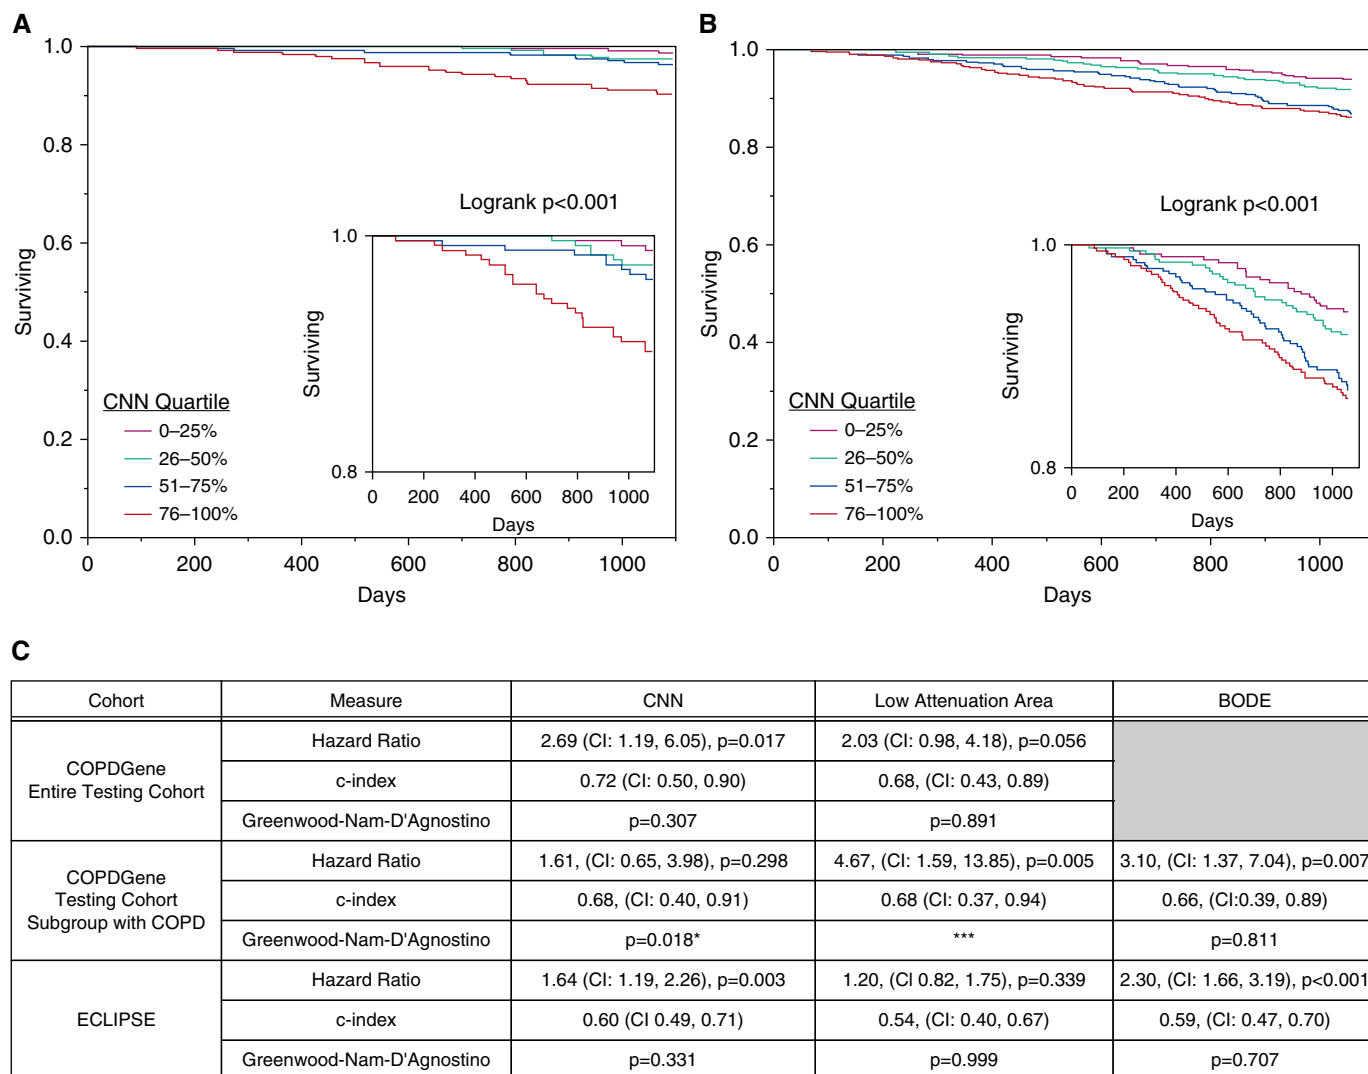 A
1.0
0.8
0.6
0.4
0.2
0.0
Surviving
0
200
400
600
800
1000
Days
Logrank p<0.001
1.0
0.8
Surviving
0
200
400
600
800
1000
Days
CNN Quartile
0–25%
26–50%
51–75%
76–100%
B
1.0
0.8
0.6
0.4
0.2
0.0
Surviving
0
200
400
600
800
1000
Days
Logrank p<0.001
1.0
0.8
Surviving
0
200
400
600
800
1000
Days
CNN Quartile
0–25%
26–50%
51–75%
76–100%
C
Cohort
Measure
CNN
Low Attenuation Area
BODE
COPDGene
Entire Testing Cohort
Hazard Ratio
2.69 (CI: 1.19, 6.05), p=0.017
2.03 (CI: 0.98, 4.18), p=0.056
c-index
0.72 (CI: 0.50, 0.90)
0.68, (CI: 0.43, 0.89)
Greenwood-Nam-D'Agnostino
p=0.307
p=0.891
COPDGene
Testing Cohort
Subgroup with COPD
Hazard Ratio
1.61, (CI: 0.65, 3.98), p=0.298
4.67, (CI: 1.59, 13.85), p=0.005
3.10, (CI: 1.37, 7.04), p=0.007
c-index
0.68, (CI: 0.40, 0.91)
0.68 (CI: 0.37, 0.94)
0.66, (CI:0.39, 0.89)
Greenwood-Nam-D'Agnostino
p=0.018*
***
p=0.811
ECLIPSE
Hazard Ratio
1.64 (CI: 1.19, 2.26), p=0.003
1.20, (CI 0.82, 1.75), p=0.339
2.30, (CI: 1.66, 3.19), p<0.001
c-index
0.60 (CI 0.49, 0.71)
0.54, (CI: 0.40, 0.67)
0.59, (CI: 0.47, 0.70)
Greenwood-Nam-D'Agnostino
p=0.331
p=0.999
p=0.707